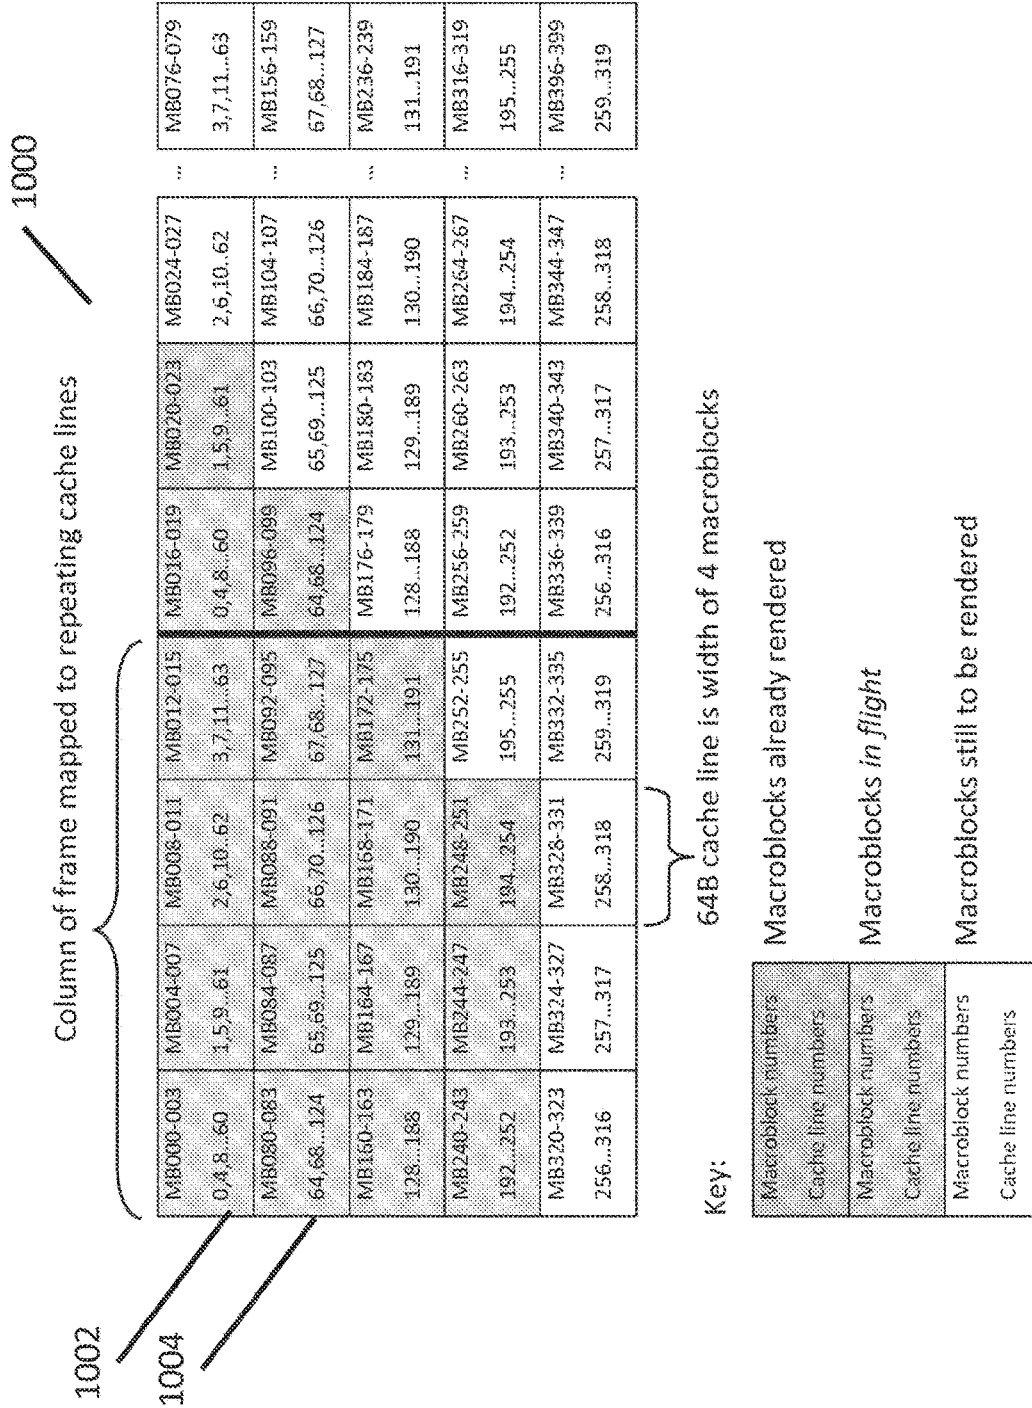 1000
Column of frame mapped to repeating cache lines
1002
1004
MB000-003 MB004-007 MB008-011 MB012-015 MB016-019 MB020-023 MB024-027 ... MB076-079
0,4,8...60 1,5,9...61 2,6,10..62 3,7,11...63 0,4,8...60 1,5,9...61 2,6,10..62 3,7,11...63
MB080-083 MB084-087 MB088-091 MB092-095 MB096-099 MB100-103 MB104-107 ... MB156-159
64,68...124 65,69...125 66,70...126 67,68...127 64,68...124 65,69...125 66,70...126 67,68...127
MB160-163 MB164-167 MB168-171 MB172-175 MB176-179 MB180-183 MB184-187 ... MB236-239
128...188 129...189 130...190 131...191 128...188 129...189 130...190 131...191
MB240-243 MB244-247 MB248-251 MB252-255 MB256-259 MB260-263 MB264-267 ... MB316-319
192...252 193...253 194...254 195...255 192...252 193...253 194...254 195...255
MB320-323 MB324-327 MB328-331 MB332-335 MB336-339 MB340-343 MB344-347 ... MB396-399
256...316 257...317 258...318 259...319 256...316 257...317 258...318 259...319
64B cache line is width of 4 macroblocks
Key:
Macroblock numbers
Cache line numbers
Macroblocks already rendered
Macroblock numbers
Cache line numbers
Macroblocks in flight
Macroblock numbers
Cache line numbers
Macroblocks still to be rendered